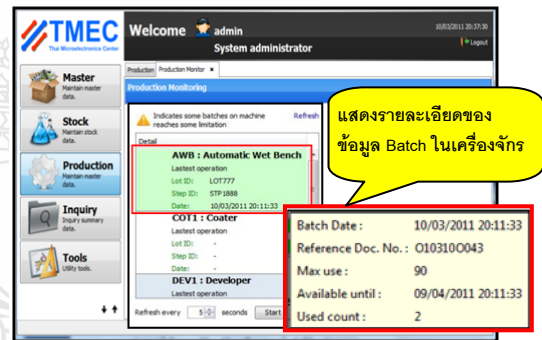 TMEC
Thai Microelectronics Center
Welcome admin
System administrator
10/03/2011 20:37:30
Logout
Production Production Monitor x
Production Monitoring
Master
Maintain master
data.
Stock
Maintain stock
data.
Production
Maintain master
data.
Inquiry
Inquiry summary
data.
Tools
Utility tools.
Indicates some batches on machine
reaches some limitation
Refresh
Detail
AWB : Automatic Wet Bench
Lastest operation
Lot ID: LOT777
Step ID: STP1888
Date: 10/03/2011 20:11:33
COT1 : Coater
Lastest operation
Lot ID: -
Step ID: -
Date: -
DEV1 : Developer
Lastest operation
Refresh every 5 seconds Start
แสดงรายละเอียดของ
ข้อมูล Batch ในเครื่องจักร
Batch Date : 10/03/2011 20:11:33
Reference Doc. No. : O10310O043
Max use : 90
Available until : 09/04/2011 20:11:33
Used count : 2